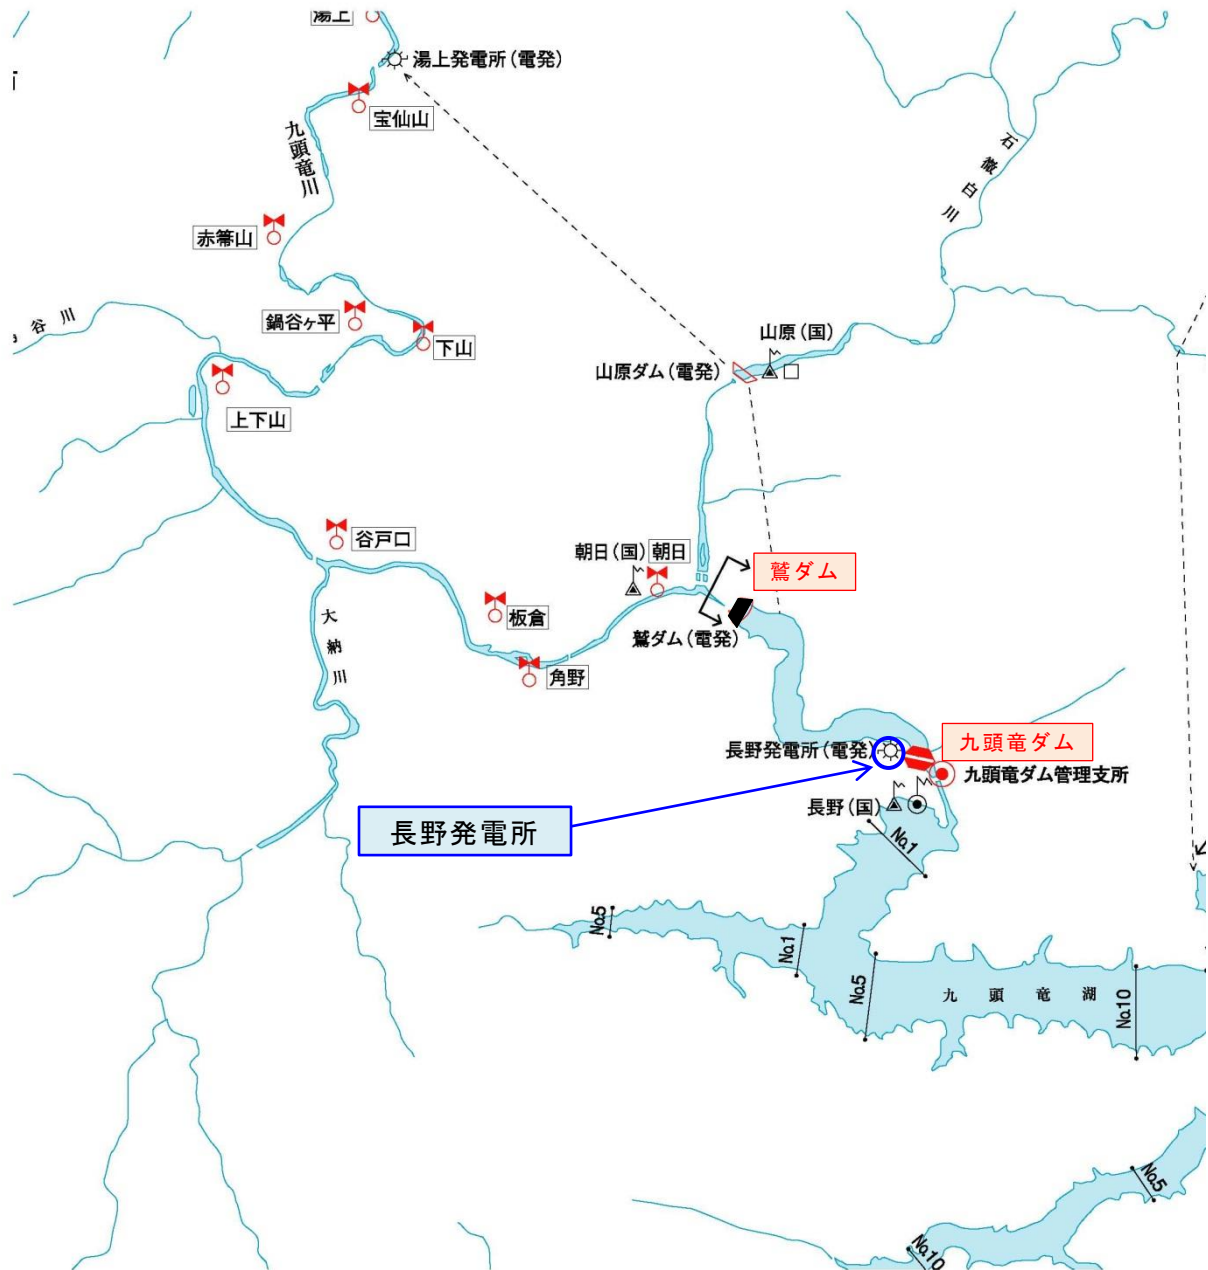 湯上
湯上発電所(電発)
宝仙山
九頭竜川
石徹白川
赤箒山
谷川
鍋谷ヶ平
下山
山原(国)
山原ダム(電発)
上下山
谷戸口
朝日(国)
朝日
鷲ダム
板倉
大納川
鷲ダム(電発)
角野
長野発電所(電発)
九頭竜ダム
九頭竜ダム管理支所
長野(国)
長野発電所
No.1
No.5
No.1
No.5
九頭竜湖
No.10
No.5
No.10